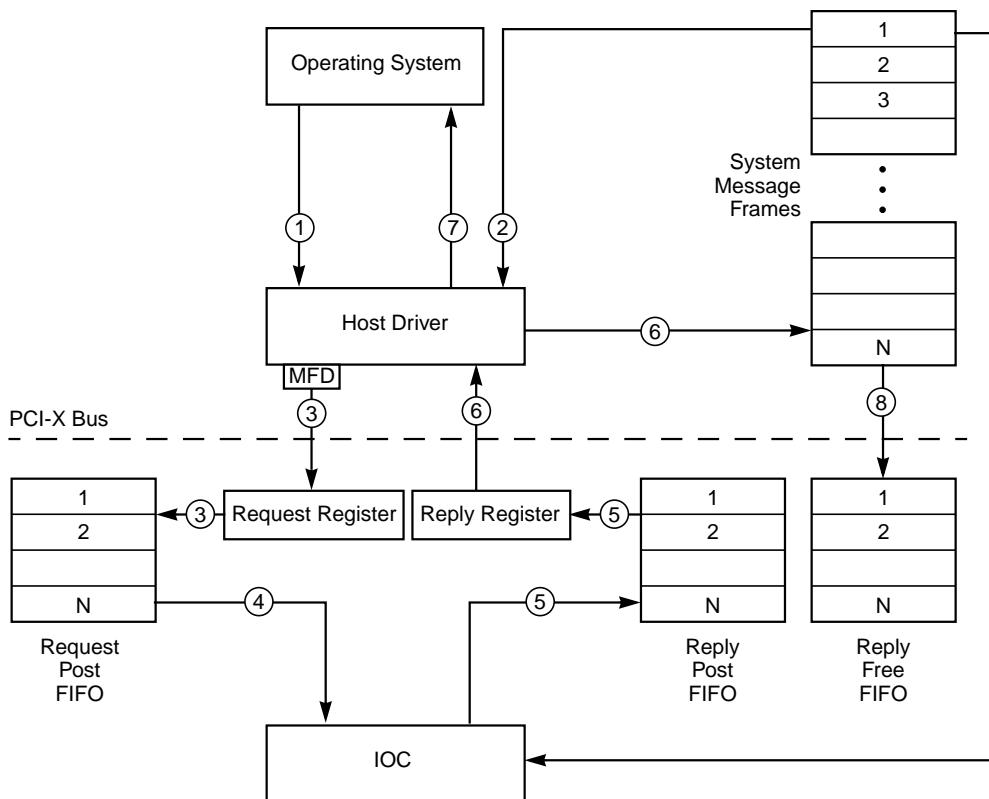 Operating System
1
2
3
System
Message
Frames
1
7
2
Host Driver
6
N
MFD
3
6
8
PCI-X Bus
1
2
N
Request
Post
FIFO
3
Request Register
Reply Register
5
1
2
N
Reply
Post
FIFO
1
2
N
Reply
Free
FIFO
4
5
IOC